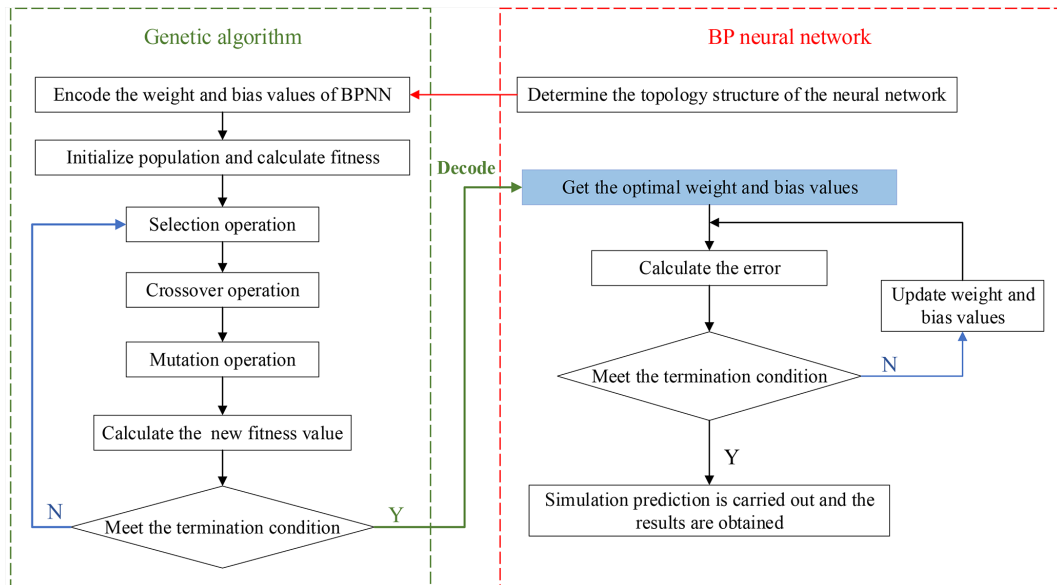 Genetic algorithm
Encode the weight and bias values of BPNN
Initialize population and calculate fitness
Selection operation
Crossover operation
Mutation operation
Calculate the new fitness value
Meet the termination condition
N
Y
Decode
BP neural network
Determine the topology structure of the neural network
Get the optimal weight and bias values
Calculate the error
Update weight and
bias values
Meet the termination condition
N
Y
Simulation prediction is carried out and the
results are obtained